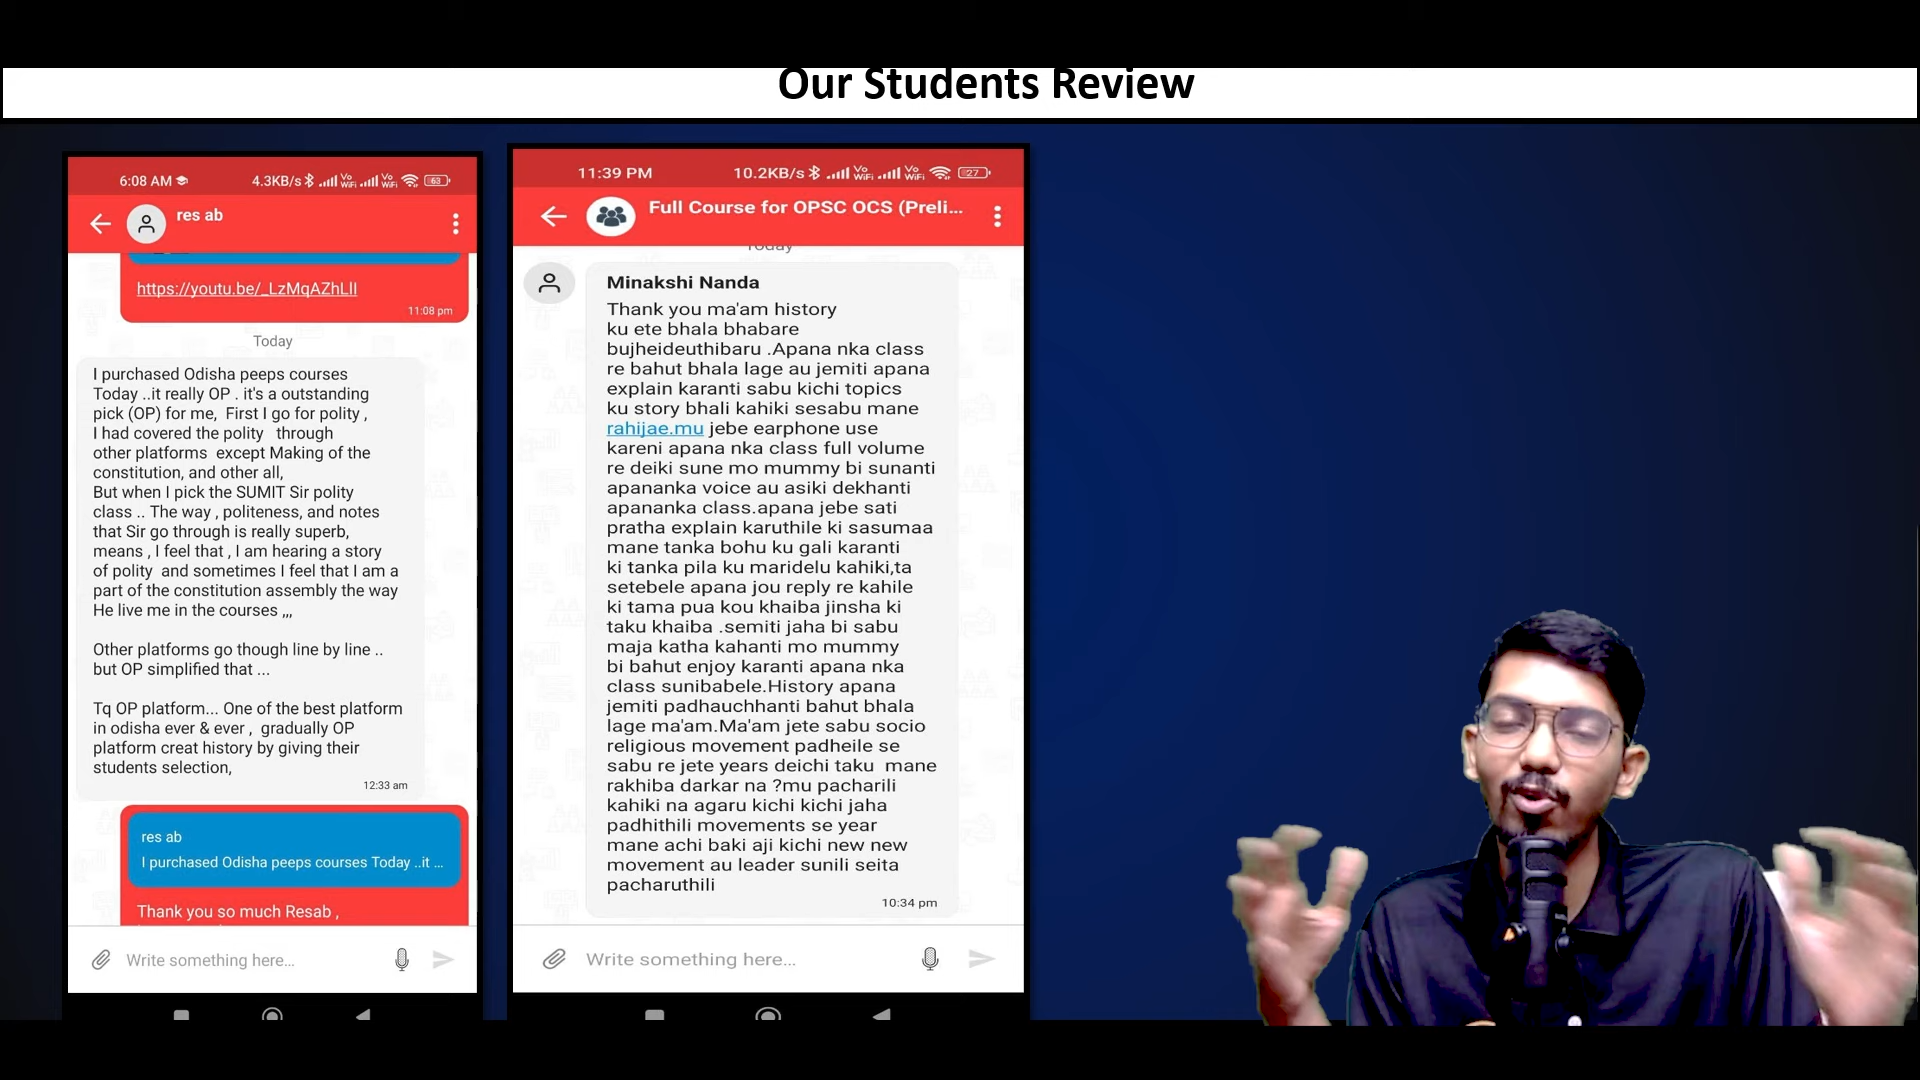 Our Students Review
6:08 AM
4.3KB/s
Vo WiFi
Vo WiFi
63
res ab
https://youtu.be/_LzMqAZhLlI
11:08 pm
Today
I purchased Odisha peeps courses
Today ..it really OP . it's a outstanding
pick (OP) for me,  First I go for polity ,
I had covered the polity   through
other platforms  except Making of the
constitution, and other all,
But when I pick the SUMIT Sir polity
class .. The way , politeness, and notes
that Sir go through is really superb,
means , I feel that , I am hearing a story
of polity  and sometimes I feel that I am a
part of the constitution assembly the way
He live me in the courses ,,,
Other platforms go though line by line ..
but OP simplified that ...
Tq OP platform... One of the best platform
in odisha ever & ever ,  gradually OP
platform creat history by giving their
students selection,
12:33 am
res ab
I purchased Odisha peeps courses Today ..it ...
Thank you so much Resab ,
Write something here...
11:39 PM
10.2KB/s
Vo WiFi
Vo WiFi
27
Full Course for OPSC OCS (Preli...
Today
Minakshi Nanda
Thank you ma'am history
ku ete bhala bhabare
bujheideuthibaru .Apana nka class
re bahut bhala lage au jemiti apana
explain karanti sabu kichi topics
ku story bhali kahiki sesabu mane
rahijae.mu jebe earphone use
kareni apana nka class full volume
re deiki sune mo mummy bi sunanti
apananka voice au asiki dekhanti
apananka class.apana jebe sati
pratha explain karuthile ki sasumaa
mane tanka bohu ku gali karanti
ki tanka pila ku maridelu kahiki,ta
setebele apana jou reply re kahile
ki tama pua kou khaiba jinsha ki
taku khaiba .semiti jaha bi sabu
maja katha kahanti mo mummy
bi bahut enjoy karanti apana nka
class sunibabele.History apana
jemiti padhauchhanti bahut bhala
lage ma'am.Ma'am jete sabu socio
religious movement padheile se
sabu re jete years deichi taku  mane
rakhiba darkar na ?mu pacharili
kahiki na agaru kichi kichi jaha
padhithili movements se year
mane achi baki aji kichi new new
movement au leader sunili seita
pacharuthili
10:34 pm
Write something here...